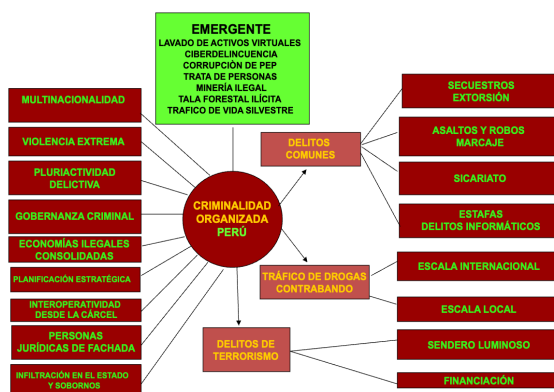 EMERGENTE
LAVADO DE ACTIVOS VIRTUALES
CIBERDELINCUENCIA
CORRUPCIÒN DE PEP
TRATA DE PERSONAS
MINERÍA ILEGAL
TALA FORESTAL ILÍCITA
TRAFICO DE VIDA SILVESTRE
MULTINACIONALIDAD
VIOLENCIA EXTREMA
PLURIACTIVIDAD
DELICTIVA
GOBERNANZA CRIMINAL
ECONOMÍAS ILEGALES
CONSOLIDADAS
PLANIFICACIÓN ESTRATÉGICA
INTEROPERATIVIDAD
DESDE LA CÁRCEL
PERSONAS
JURÍDICAS DE FACHADA
INFILTRACIÓN EN EL ESTADO
Y SOBORNOS
CRIMINALIDAD
ORGANIZADA
PERÚ
DELITOS
COMUNES
SECUESTROS
EXTORSIÓN
ASALTOS Y ROBOS
MARCAJE
SICARIATO
ESTAFAS
DELITOS INFORMÁTICOS
TRÁFICO DE DROGAS
CONTRABANDO
ESCALA INTERNACIONAL
ESCALA LOCAL
DELITOS DE
TERRORISMO
SENDERO LUMINOSO
FINANCIACIÓN